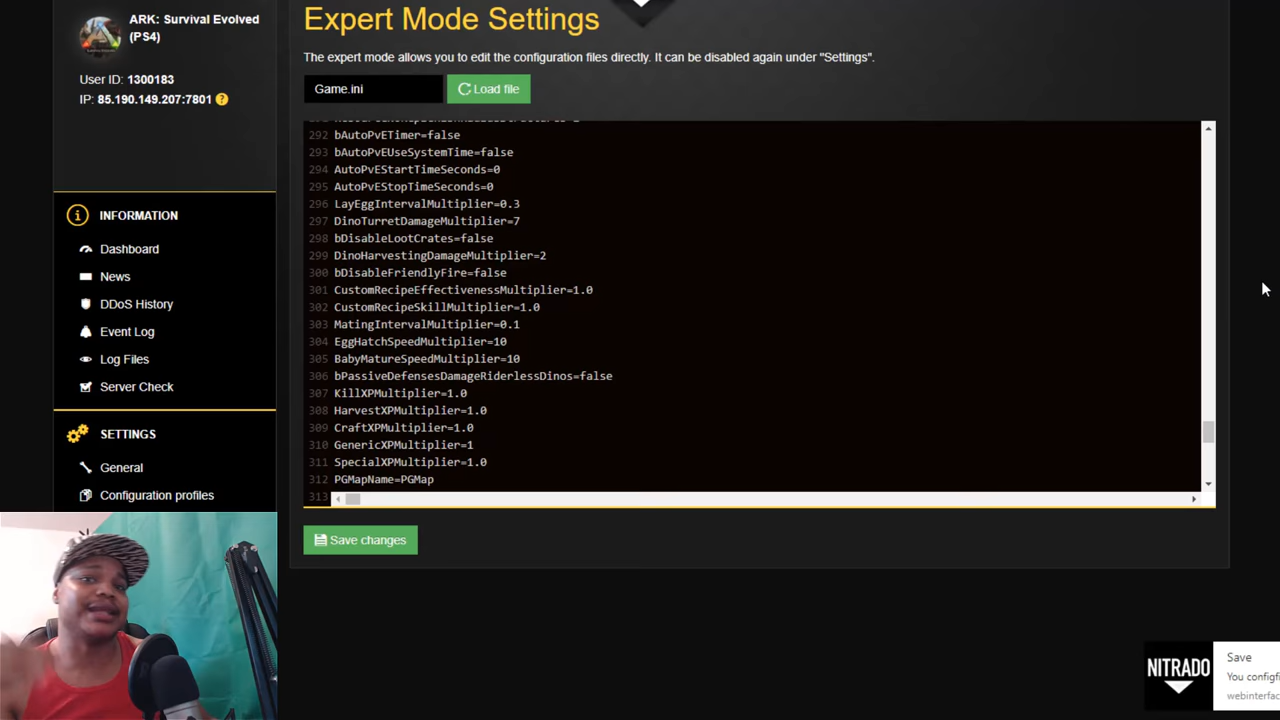 ARK: Survival Evolved
(PS4)
User ID: 1300183
IP: 85.190.149.207:7801 ?
INFORMATION
Dashboard
News
DDoS History
Event Log
Log Files
Server Check
SETTINGS
General
Configuration profiles
Expert Mode Settings
The expert mode allows you to edit the configuration files directly. It can be disabled again under "Settings".
Game.ini
Load file
292 bAutoPvETimer=false
293 bAutoPvEUseSystemTime=false
294 AutoPvEStartTimeSeconds=0
295 AutoPvEStopTimeSeconds=0
296 LayEggIntervalMultiplier=0.3
297 DinoTurretDamageMultiplier=7
298 bDisableLootCrates=false
299 DinoHarvestingDamageMultiplier=2
300 bDisableFriendlyFire=false
301 CustomRecipeEffectivenessMultiplier=1.0
302 CustomRecipeSkillMultiplier=1.0
303 MatingIntervalMultiplier=0.1
304 EggHatchSpeedMultiplier=10
305 BabyMatureSpeedMultiplier=10
306 bPassiveDefensesDamageRiderlessDinos=false
307 KillXPMultiplier=1.0
308 HarvestXPMultiplier=1.0
309 CraftXPMultiplier=1.0
310 GenericXPMultiplier=1
311 SpecialXPMultiplier=1.0
312 PGMapName=PGMap
313
Save changes
NITRADO
Save
You configf
webinterfac